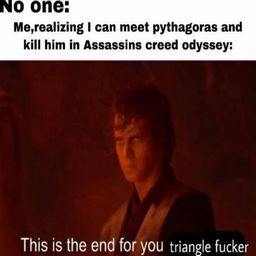 No one:
Me,realizing I can meet pythagoras and
kill him in Assassins creed odyssey:
This is the end for you triangle fucker